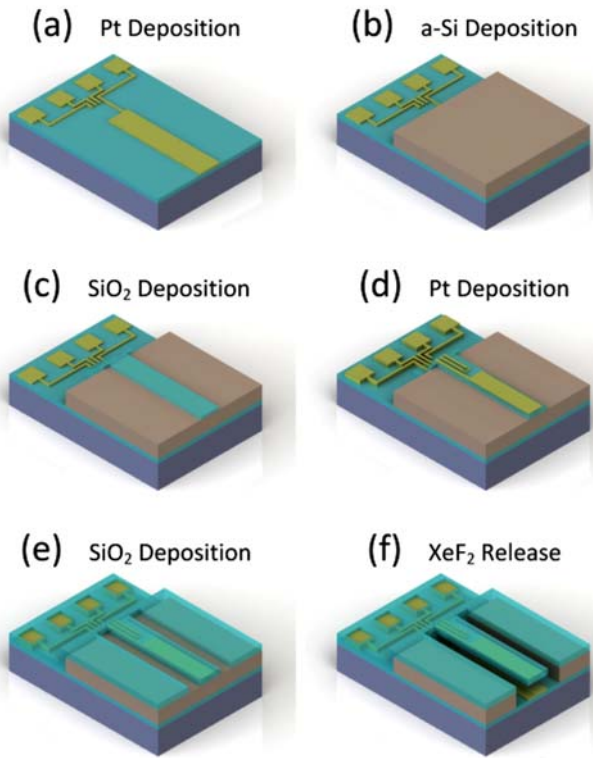 (a) Pt Deposition
(b) a-Si Deposition
(c) SiO₂ Deposition
(d) Pt Deposition
(e) SiO₂ Deposition
(f) XeF₂ Release